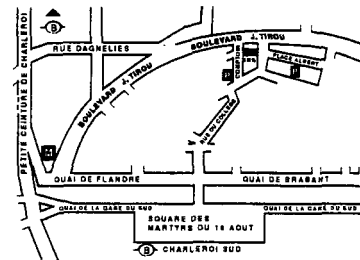 B
RUE DAGNELIES
PETITE CEINTURE DE CHARLEROI
BOULEVARD J. TIROU
BOULEVARD J. TIROU
PLACE ALBERT
RUE DU COLLEGE
QUAI DE FLANDRE
QUAI DE BRABANT
QUAI DE LA GARE DU SUD
QUAI DE LA GARE DU SUD
SQUARE DES
MARTYRS DU 18 AOUT
B CHARLEROI SUD